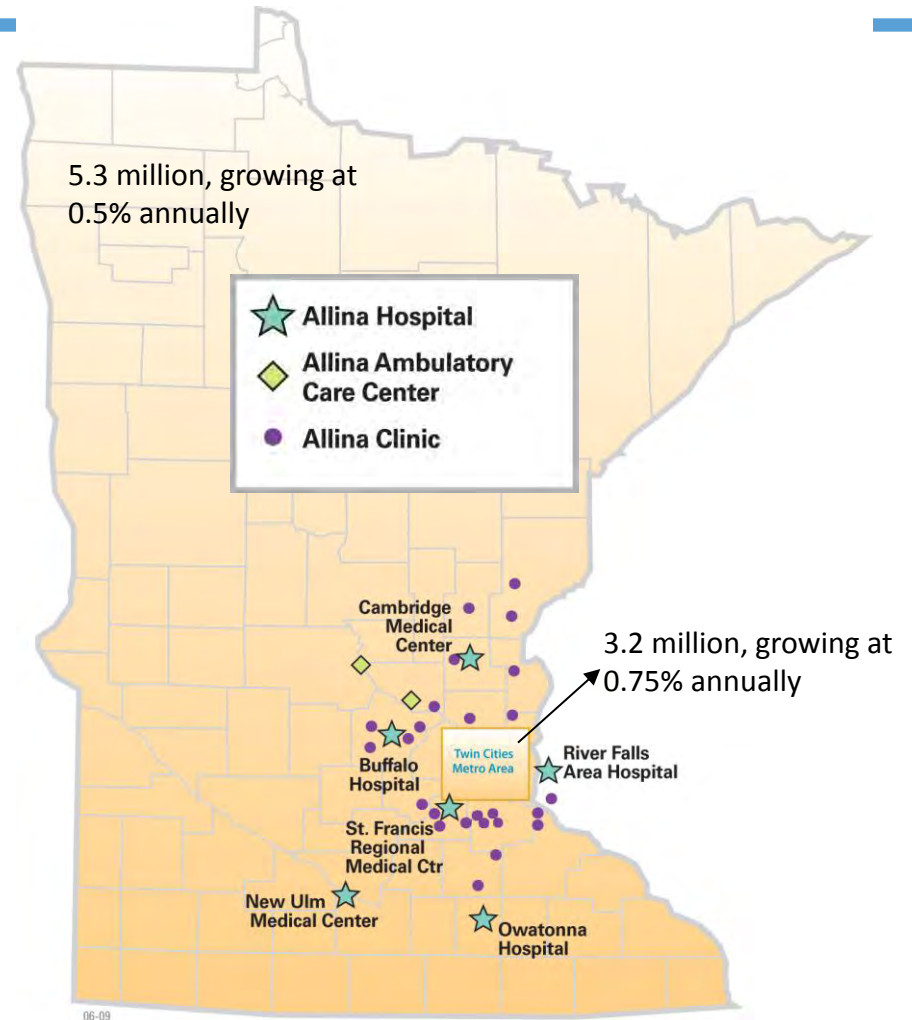 5.3 million, growing at
0.5% annually
Allina Hospital
Allina Ambulatory
Care Center
Allina Clinic
Cambridge
Medical
Center
3.2 million, growing at
0.75% annually
Twin Cities
Metro Area
River Falls
Area Hospital
Buffalo
Hospital
St. Francis
Regional
Medical Ctr
New Ulm
Medical Center
Owatonna
Hospital
06-09